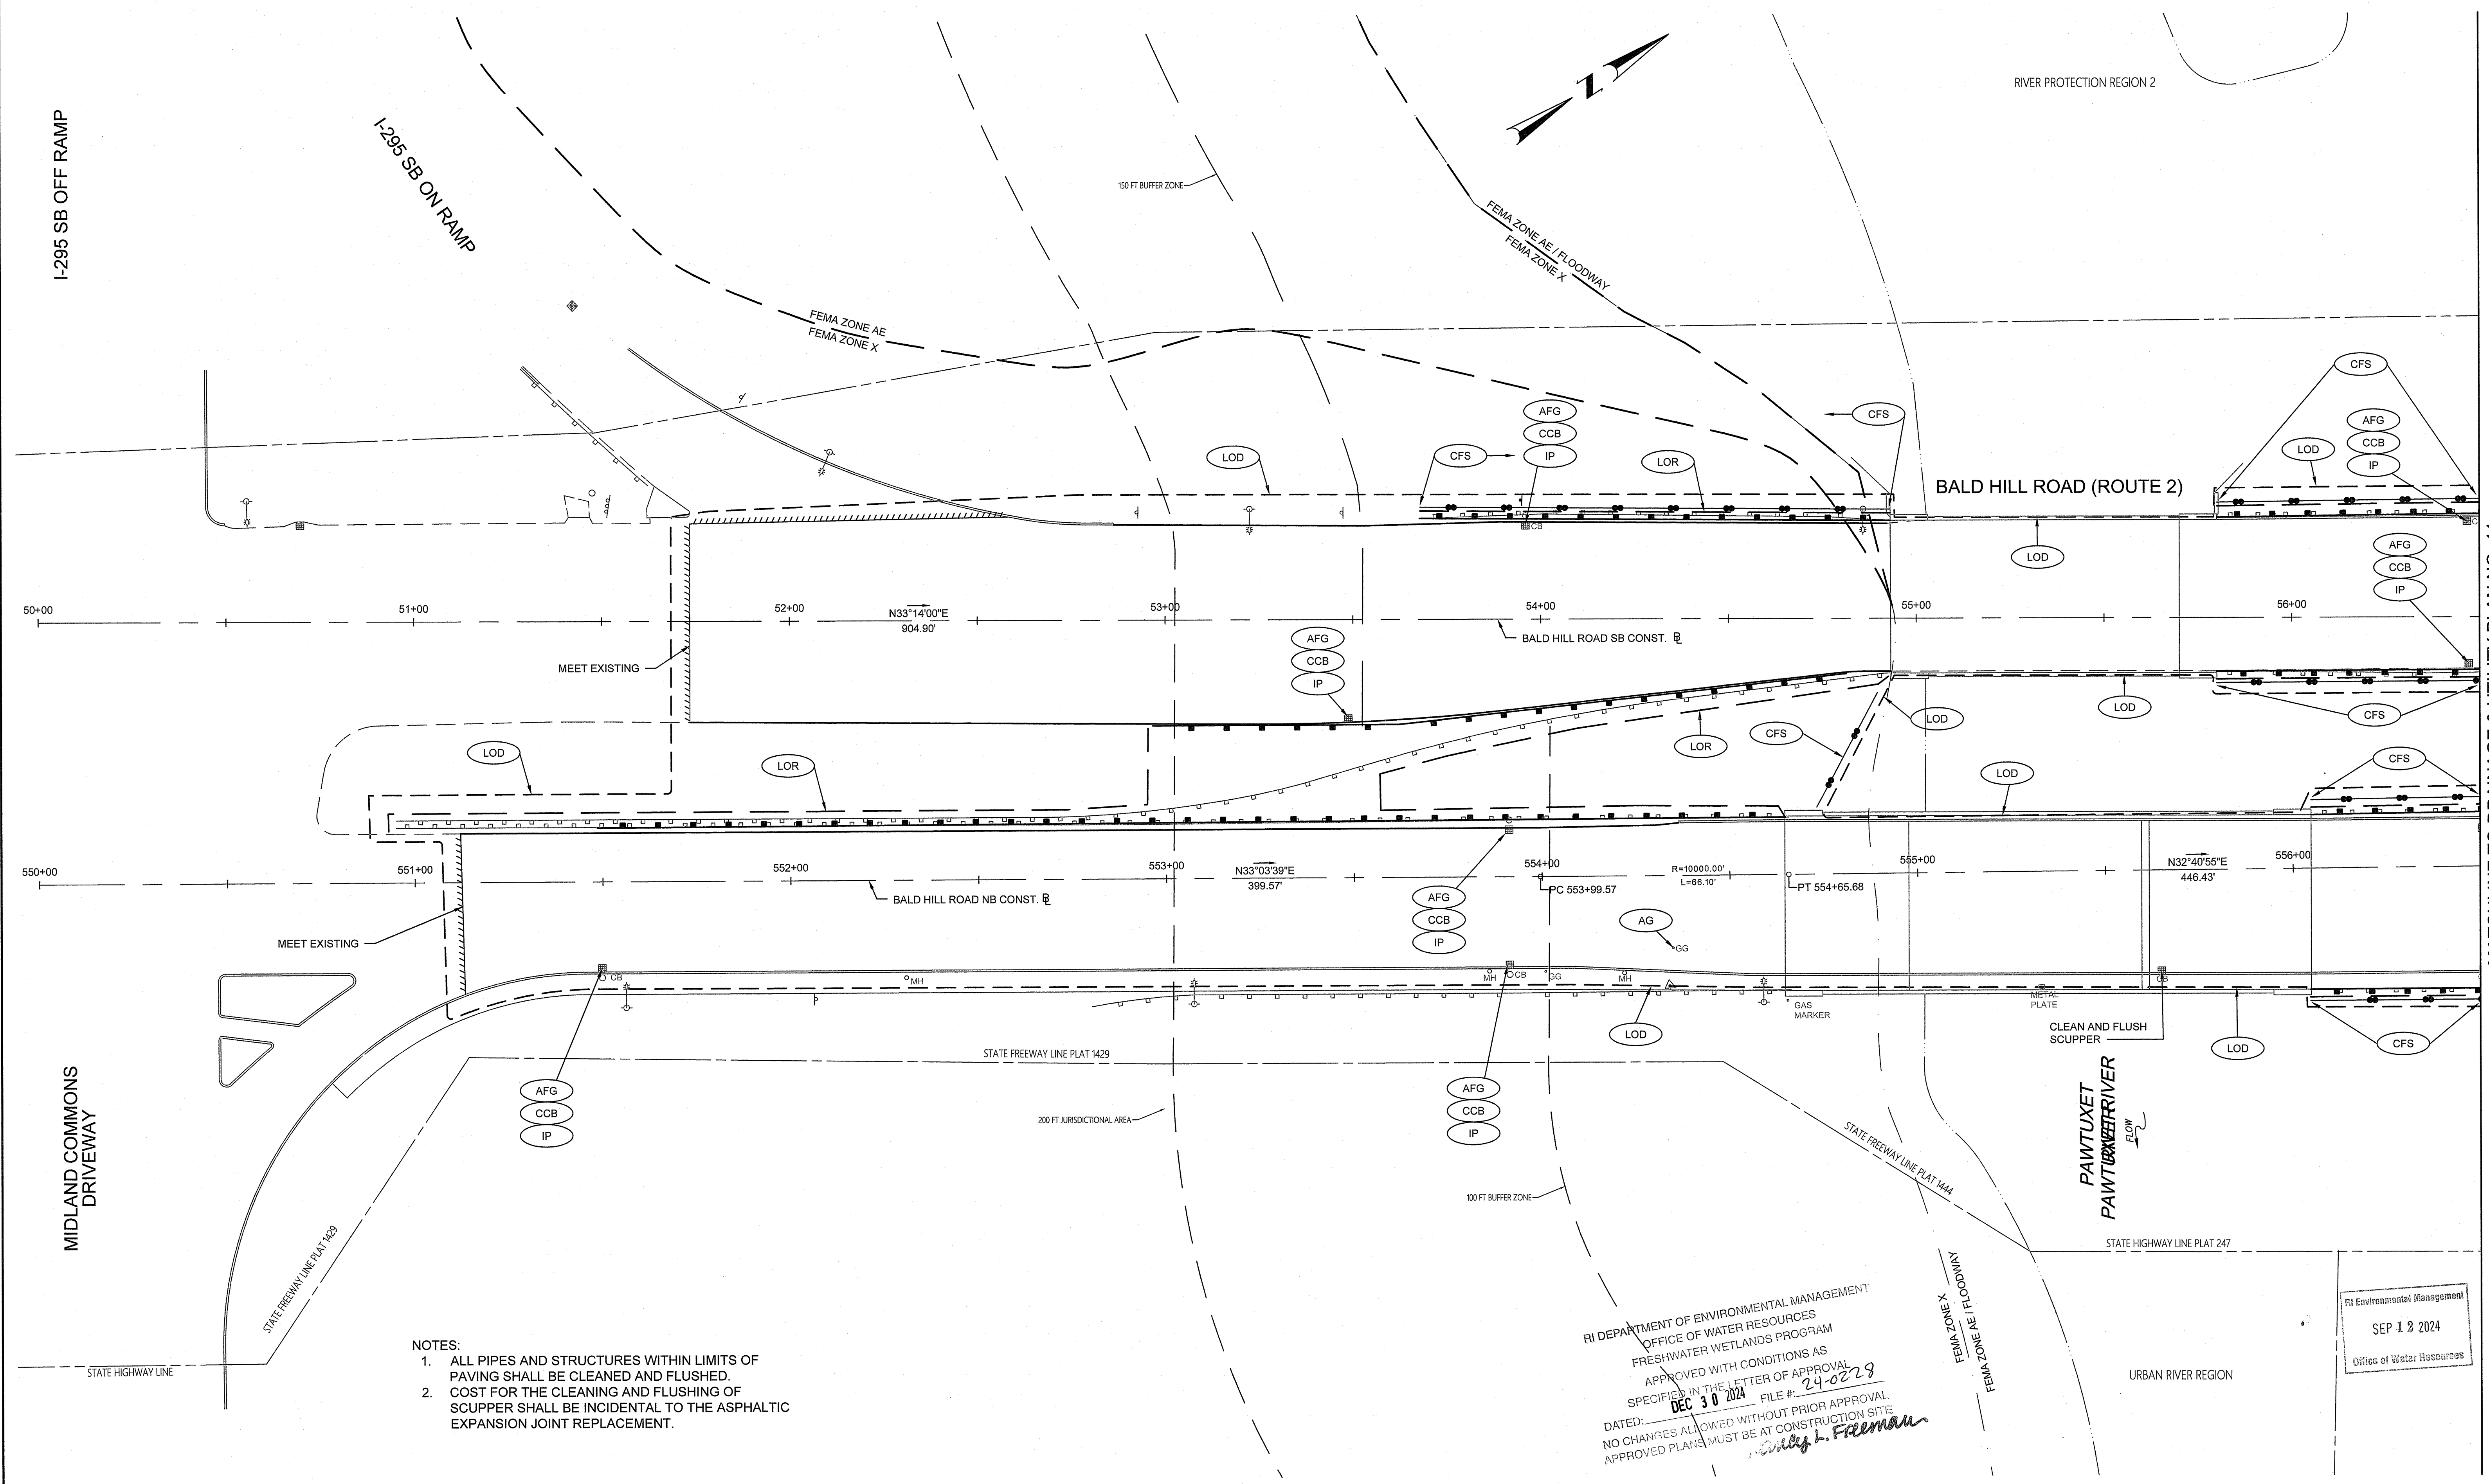 I-295 SB OFF RAMP
I-295 SB ON RAMP
150 FT BUFFER ZONE
Z
RIVER PROTECTION REGION 2
FEMA ZONE AE / FLOODWAY
FEMA ZONE X
FEMA ZONE AE
FEMA ZONE X
LOD
CFS
AFG
CCB
IP
LOR
CFS
CB
BALD HILL ROAD (ROUTE 2)
CFS
AFG
CCB
IP
LOD
LOD
AFG
CCB
IP
50+00
51+00
52+00
N33°14'00"E
904.90'
53+00
54+00
55+00
56+00
BALD HILL ROAD SB CONST. BL
AFG
CCB
IP
MEET EXISTING
LOD
LOR
LOR
CFS
LOD
LOD
CFS
LOD
CFS
550+00
551+00
552+00
553+00
N33°03'39"E
399.57'
554+00
PC 553+99.57
R=10000.00'
L=66.10'
PT 554+65.68
555+00
N32°40'55"E
446.43'
556+00
BALD HILL ROAD NB CONST. BL
AFG
CCB
IP
AG
GG
MEET EXISTING
CB
MH
MH
CB
GG
MH
CB
GAS
MARKER
METAL
PLATE
LOD
CLEAN AND FLUSH
SCUPPER
LOD
CFS
STATE FREEWAY LINE PLAT 1429
AFG
CCB
IP
AFG
CCB
IP
200 FT JURISDICTIONAL AREA
100 FT BUFFER ZONE
STATE FREEWAY LINE PLAT 1444
PAWTUXET
PAWTUXET RIVER
FLOW
MIDLAND COMMONS
DRIVEWAY
STATE FREEWAY LINE PLAT 1429
STATE HIGHWAY LINE PLAT 247
STATE HIGHWAY LINE
FEMA ZONE X
FEMA ZONE AE / FLOODWAY
NOTES:
1. ALL PIPES AND STRUCTURES WITHIN LIMITS OF
PAVING SHALL BE CLEANED AND FLUSHED.
2. COST FOR THE CLEANING AND FLUSHING OF
SCUPPER SHALL BE INCIDENTAL TO THE ASPHALTIC
EXPANSION JOINT REPLACEMENT.
RI DEPARTMENT OF ENVIRONMENTAL MANAGEMENT
OFFICE OF WATER RESOURCES
FRESHWATER WETLANDS PROGRAM
APPROVED WITH CONDITIONS AS
SPECIFIED IN THE LETTER OF APPROVAL
DATED: DEC 30 2024 FILE #: 24-0228
NO CHANGES ALLOWED WITHOUT PRIOR APPROVAL
APPROVED PLANS MUST BE AT CONSTRUCTION SITE
Nancy L. Freeman
RI Environmental Management
SEP 12 2024
Office of Water Resources
URBAN RIVER REGION